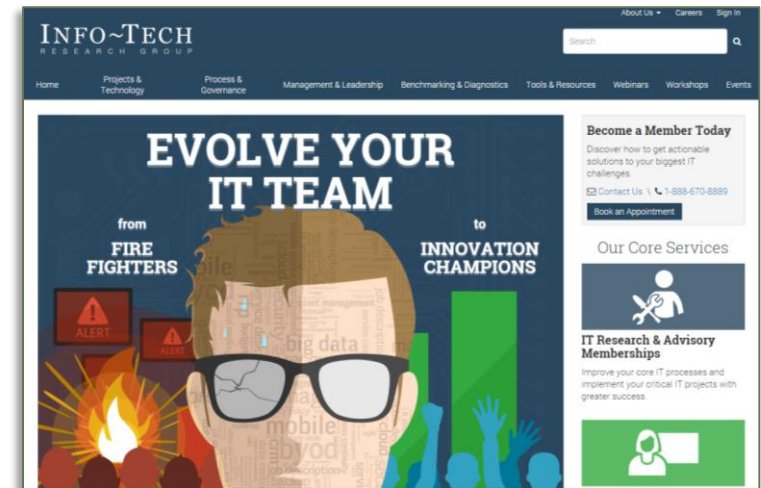 About Us Careers Sign In
INFO~TECH
RESEARCH GROUP
Search
Home Projects & Technology Process & Governance Management & Leadership Benchmarking & Diagnostics Tools & Resources Webinars Workshops Events
EVOLVE YOUR
IT TEAM
from
FIRE
FIGHTERS
to
INNOVATION
CHAMPIONS
ALERT
ALERT
big data
mobile
byod
Become a Member Today
Discover how to get actionable
solutions to your biggest IT
challenges.
Contact Us \ 1-888-670-8889
Book an Appointment
Our Core Services
IT Research & Advisory
Memberships
Improve your core IT processes and
implement your critical IT projects with
greater success.